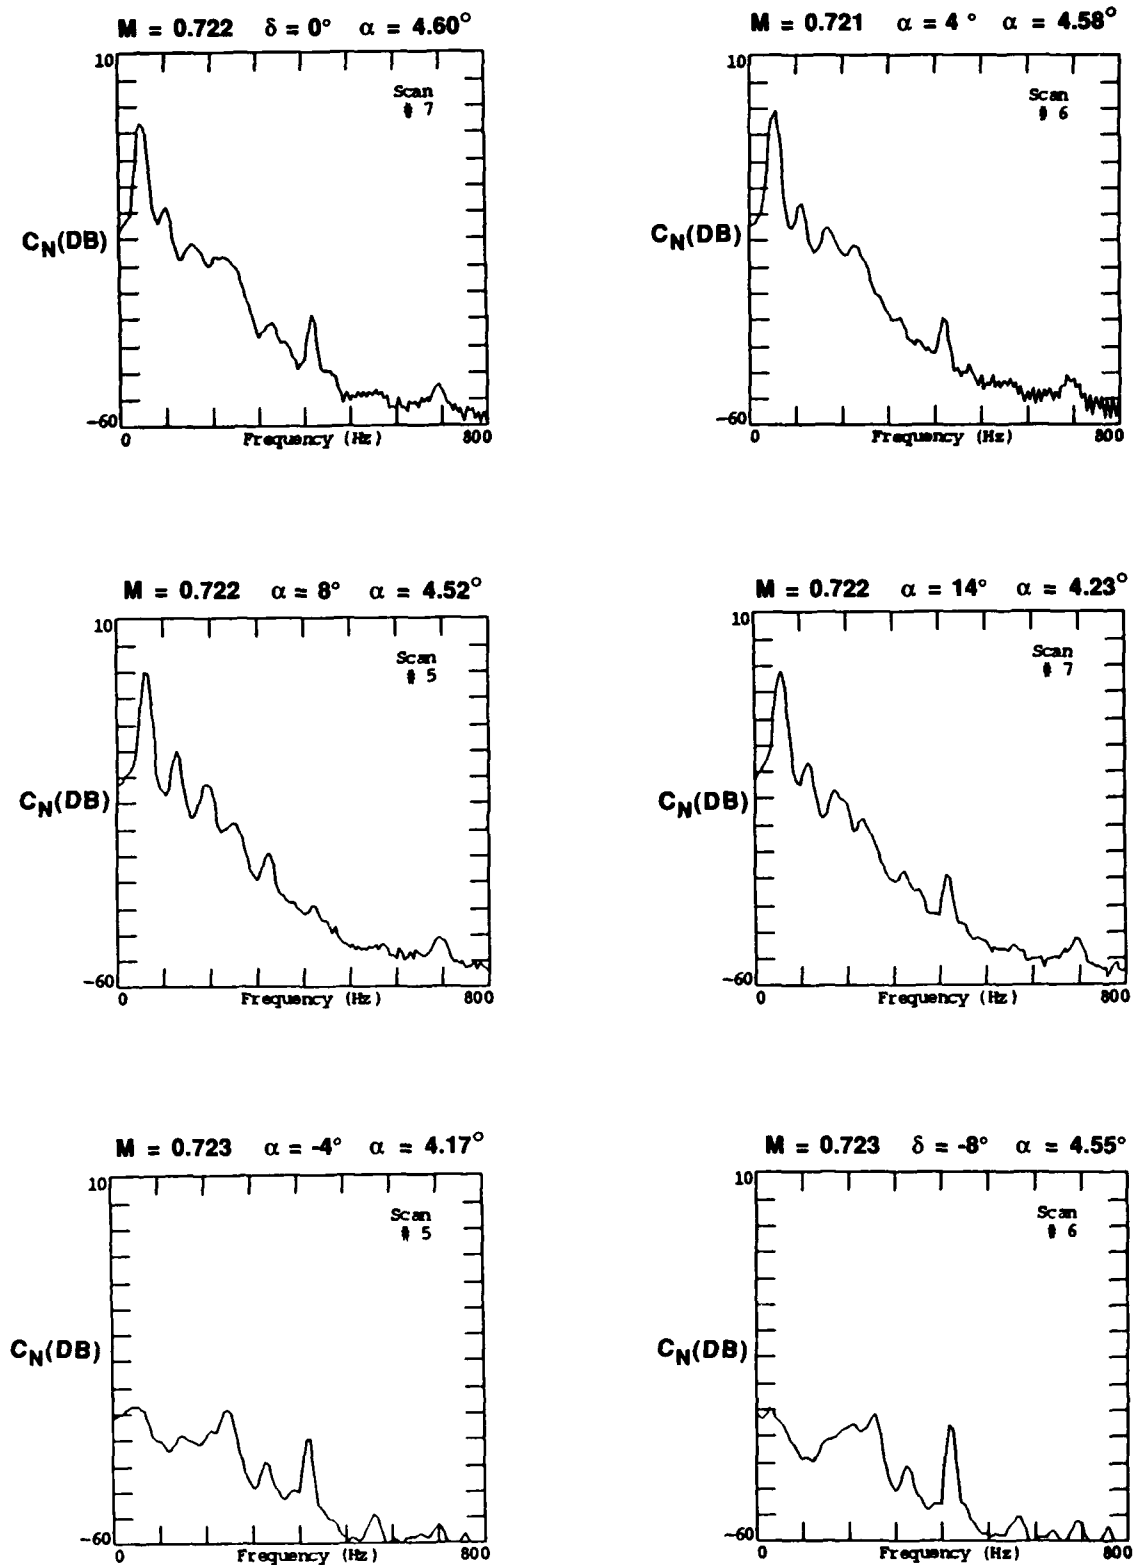 M = 0.722 δ = 0° α = 4.60°
10
Scan
# 7
C_N(DB)
-60
0 Frequency (Hz) 800
M = 0.721 α = 4 ° α = 4.58°
10
Scan
# 6
C_N(DB)
-60
0 Frequency (Hz) 800
M = 0.722 α = 8° α = 4.52°
10
Scan
# 5
C_N(DB)
-60
0 Frequency (Hz) 800
M = 0.722 α = 14° α = 4.23°
10
Scan
# 7
C_N(DB)
-60
0 Frequency (Hz) 800
M = 0.723 α = -4° α = 4.17°
10
Scan
# 5
C_N(DB)
-60
0 Frequency (Hz) 800
M = 0.723 δ = -8° α = 4.55°
10
Scan
# 6
C_N(DB)
-60
0 Frequency (Hz) 800